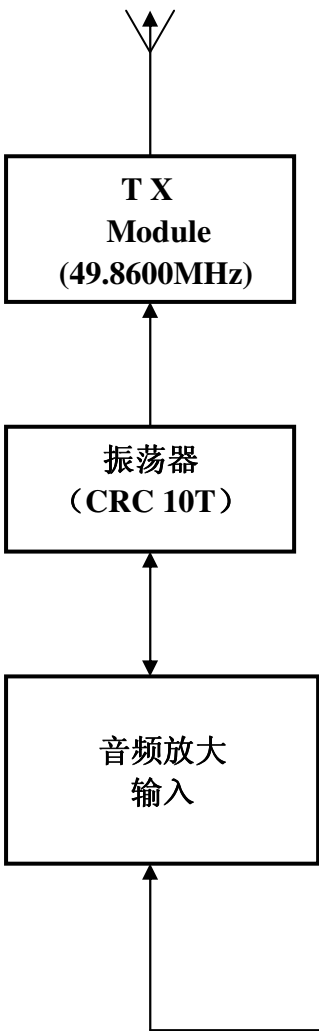 T X
Module
(49.8600MHz)
振荡器
（CRC 10T）
音频放大
输入